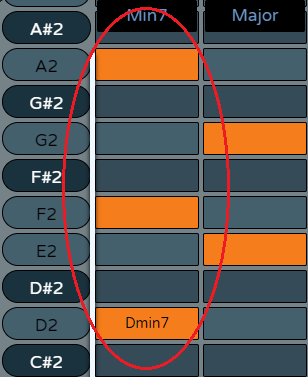 Min7 Major
A#2
A2
G#2
G2
F#2
F2
E2
D#2
D2 Dmin7
C#2